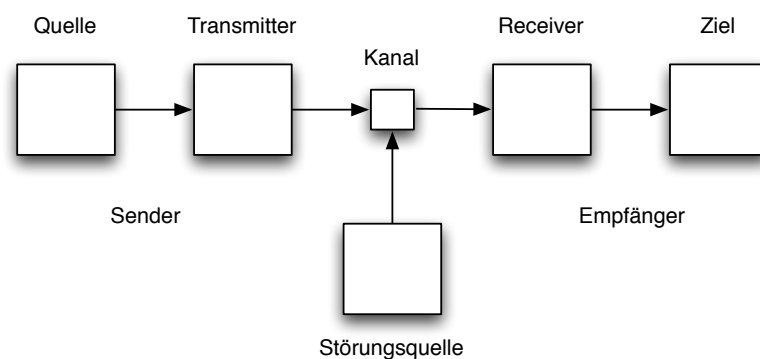 Quelle
Transmitter
Kanal
Receiver
Ziel
Sender
Empfänger
Störungsquelle